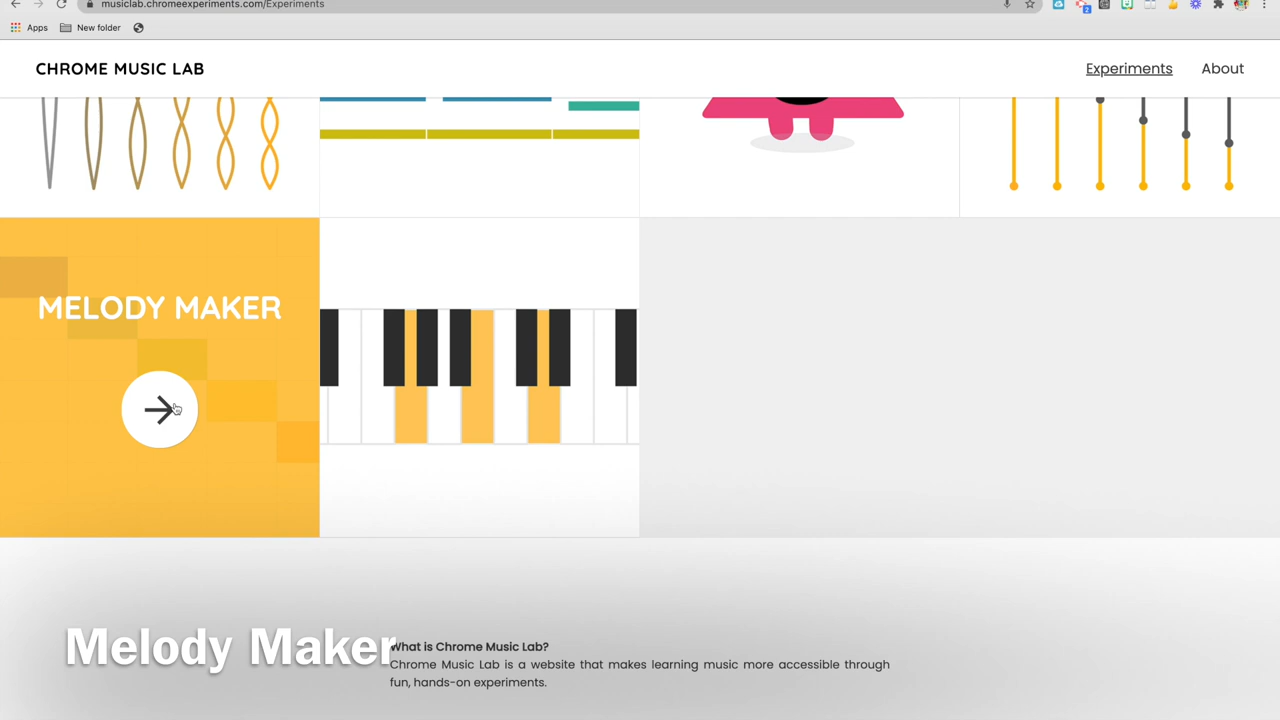 musiclab.chromeexperiments.com/Experiments
Apps
New folder
CHROME MUSIC LAB
Experiments
About
MELODY MAKER
Melody Maker
What is Chrome Music Lab?
Chrome Music Lab is a website that makes learning music more accessible through
fun, hands-on experiments.